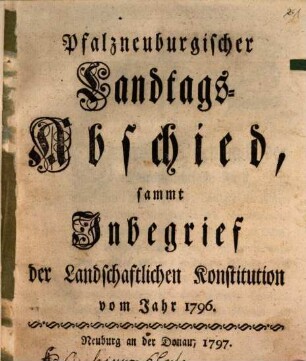 Pfalzneuburgischer
Landtags-
Abschied,
sammt
Inbegrief
der Landschaftlichen Konstitution
vom Jahr 1796.
Neuburg an der Donau, 1797.